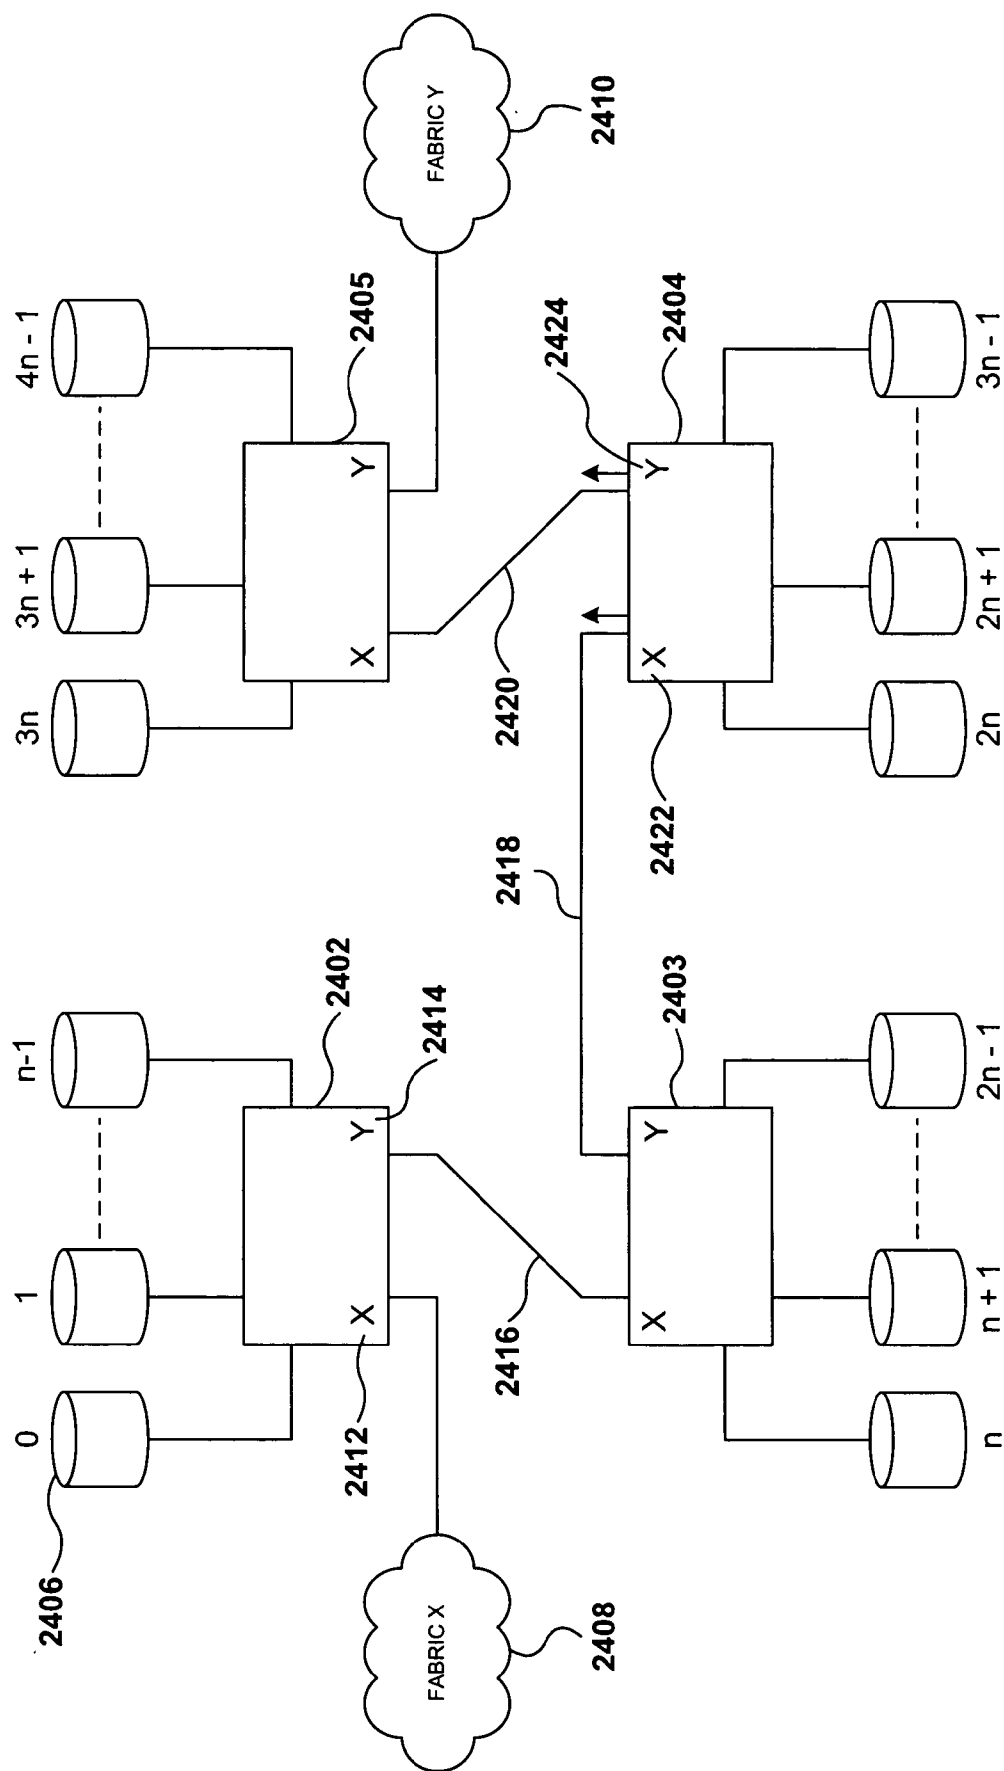 0
1
n-1
3n
3n + 1
4n - 1
2406
2402
2405
X
Y
2412
2414
X
Y
FABRIC X
2408
FABRIC Y
2410
2416
2418
2420
2424
2403
2404
X
Y
X
Y
2422
n
n + 1
2n - 1
2n
2n + 1
3n - 1